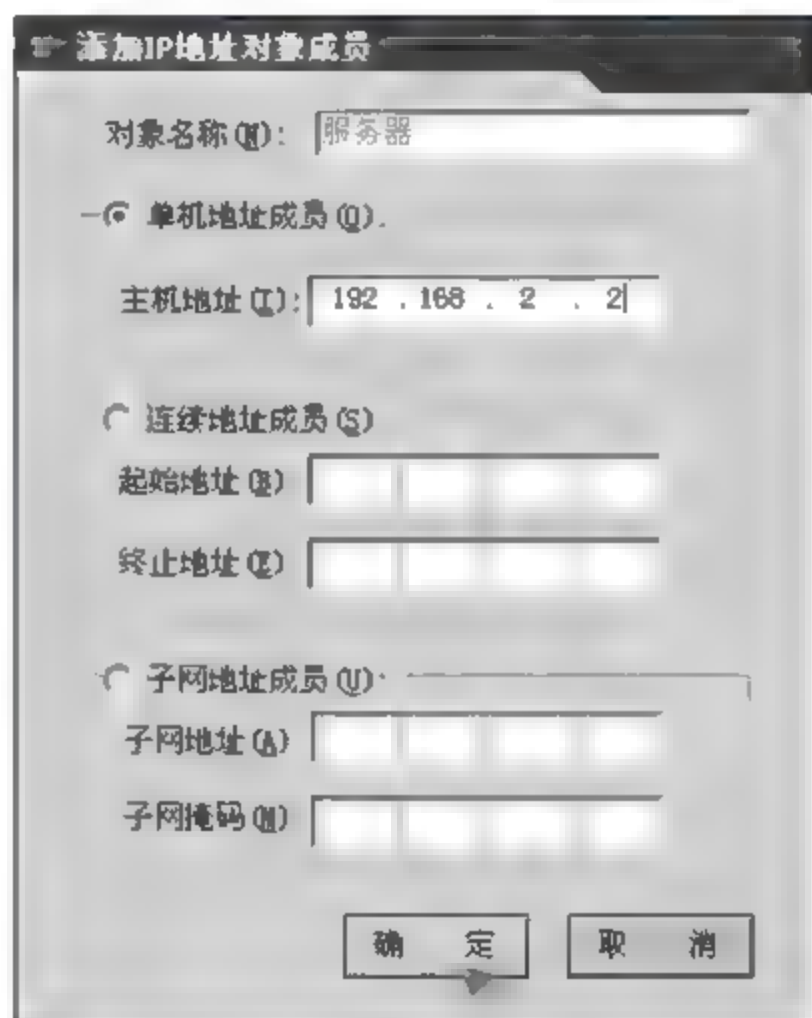 添加IP地址对象成员
对象名称(N): 服务器
单机地址成员(O).
主机地址(I): 192 . 168 . 2 . 2
连续地址成员(S)
起始地址(B)
终止地址(E)
子网地址成员(U):
子网地址(A)
子网掩码(M)
确 定 取 消